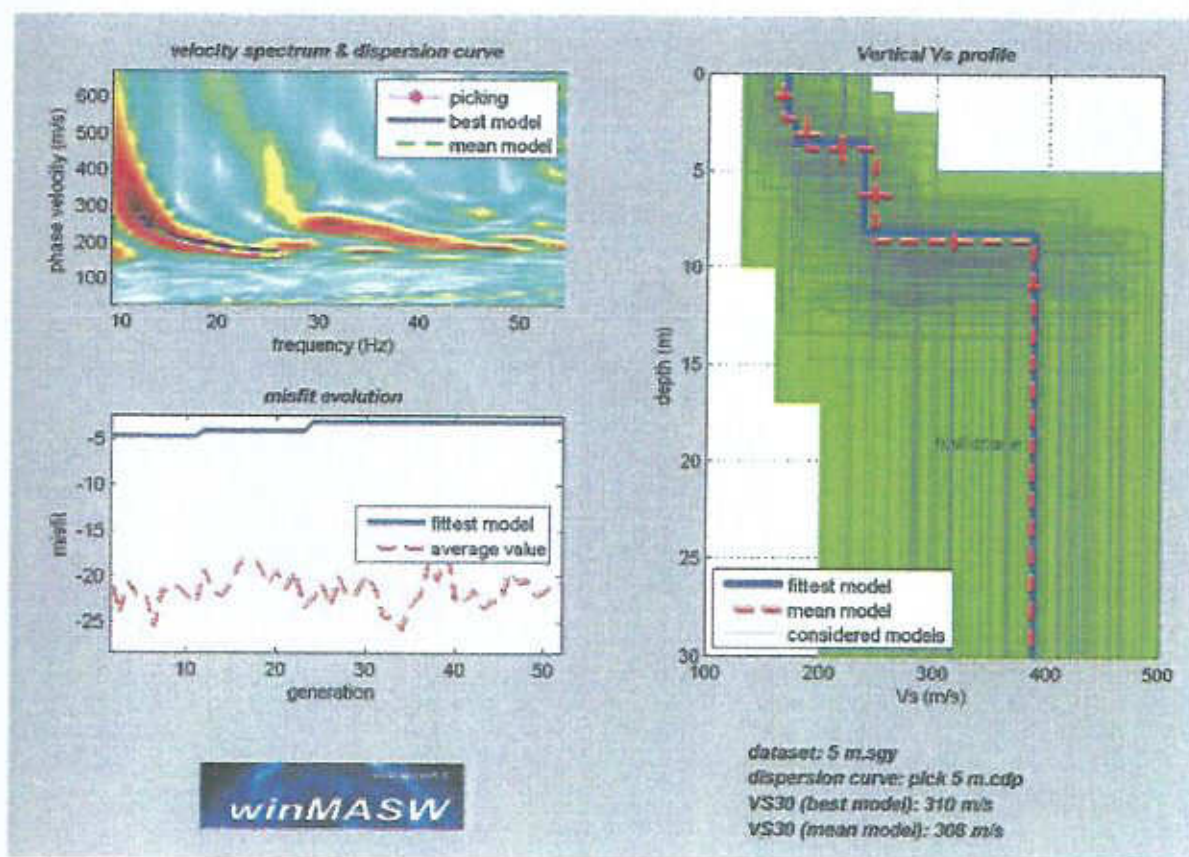 velocity spectrum & dispersion curve
picking
best model
mean model
600
500
400
300
200
100
phase velocity (m/s)
10
20
30
40
50
frequency (Hz)
misfit evolution
-5
-10
-15
-20
-25
misfit
fittest model
average value
10
20
30
40
50
generation
Vertical Vs profile
0
5
10
15
20
25
30
depth (m)
half-space
fittest model
mean model
considered models
100
200
300
400
500
Vs (m/s)
winMASW
dataset: 5 m.sgy
dispersion curve: pick 5 m.cdp
VS30 (best model): 310 m/s
VS30 (mean model): 308 m/s